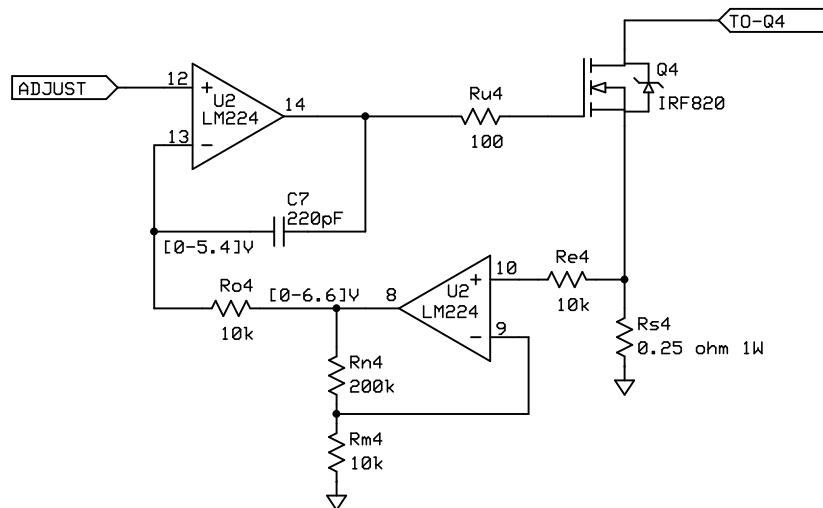 TO-Q4
ADJUST
12
+
U2
LM224
14
13
−
Ru4
100
Q4
IRF820
C7
220pF
[0-5.4]V
Ro4
10k
[0-6.6]V
8
10
+
U2
LM224
9
−
Re4
10k
Rs4
0.25 ohm 1W
Rn4
200k
Rm4
10k